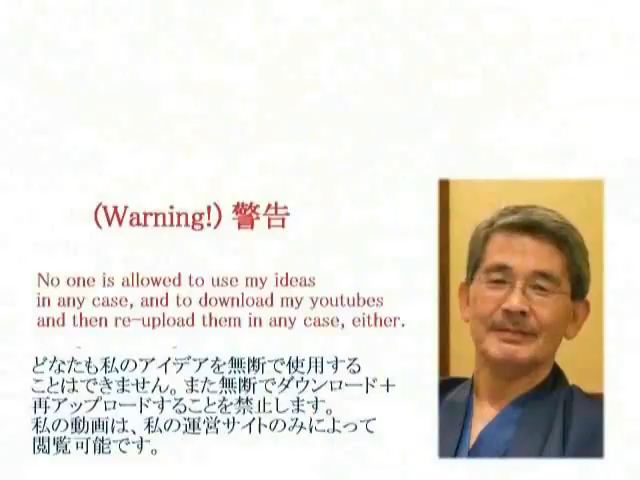 (Warning!) 警告
No one is allowed to use my ideas
in any case, and to download my youtubes
and then re-upload them in any case, either.
どなたも私のアイデアを無断で使用する
ことはできません。また無断でダウンロード＋
再アップロードすることを禁止します。
私の動画は、私の運営サイトのみによって
閲覧可能です。